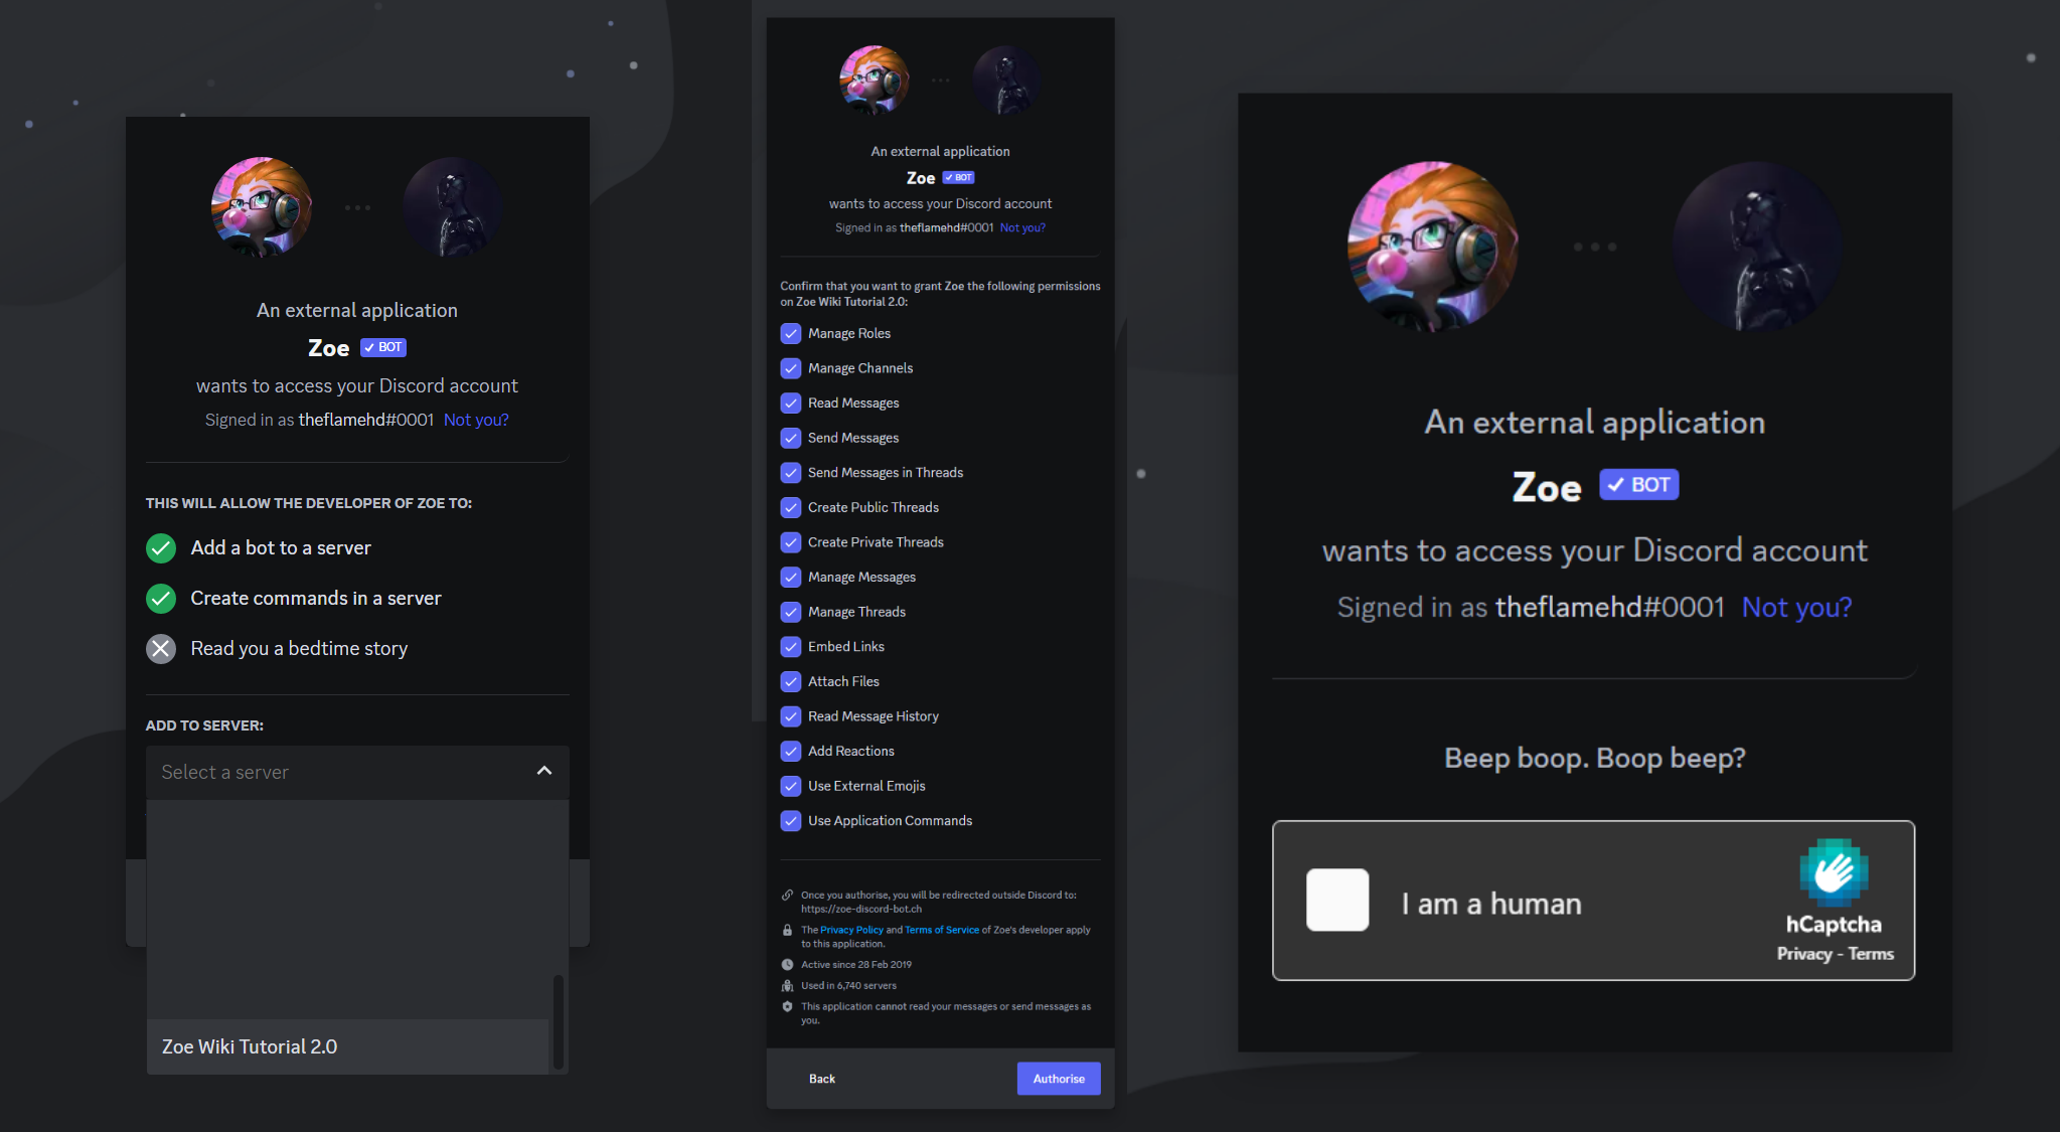 An external application
Zoe ✓ BOT
wants to access your Discord account
Signed in as theflamehd#0001 Not you?
THIS WILL ALLOW THE DEVELOPER OF ZOE TO:
Add a bot to a server
Create commands in a server
Read you a bedtime story
ADD TO SERVER:
Select a server
Zoe Wiki Tutorial 2.0
An external application
Zoe ✓ BOT
wants to access your Discord account
Signed in as theflamehd#0001 Not you?
Confirm that you want to grant Zoe the following permissions
on Zoe Wiki Tutorial 2.0:
Manage Roles
Manage Channels
Read Messages
Send Messages
Send Messages in Threads
Create Public Threads
Create Private Threads
Manage Messages
Manage Threads
Embed Links
Attach Files
Read Message History
Add Reactions
Use External Emojis
Use Application Commands
Once you authorise, you will be redirected outside Discord to:
https://zoe-discord-bot.ch
The Privacy Policy and Terms of Service of Zoe's developer apply
to this application.
Active since 28 Feb 2019
Used in 6,740 servers
This application cannot read your messages or send messages as
you.
Back
Authorise
An external application
Zoe ✓ BOT
wants to access your Discord account
Signed in as theflamehd#0001 Not you?
Beep boop. Boop beep?
I am a human
hCaptcha
Privacy - Terms